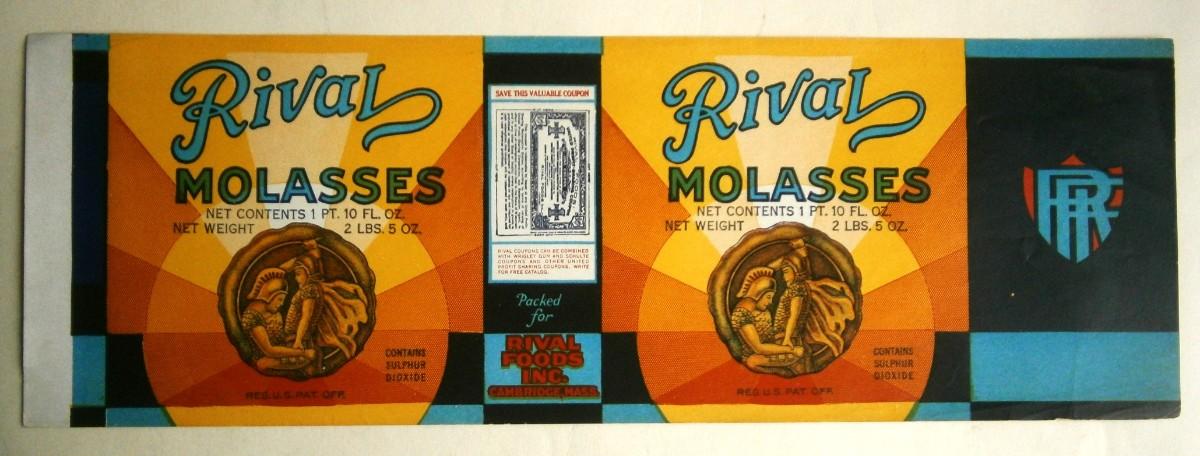 Rival
MOLASSES
NET CONTENTS 1 PT. 10 FL. OZ.
NET WEIGHT 2 LBS. 5 OZ.
CONTAINS
SULPHUR
DIOXIDE
REG. U.S. PAT. OFF.
SAVE THIS VALUABLE COUPON
RIVAL COUPONS CAN BE COMBINED
WITH WRIGLEY GUM AND SCHULTE
COUPONS AND OTHER UNITED
PROFIT SHARING COUPONS. WRITE
FOR FREE CATALOG.
Packed
for
RIVAL
FOODS
INC.
CAMBRIDGE, MASS.
Rival
MOLASSES
NET CONTENTS 1 PT. 10 FL. OZ.
NET WEIGHT 2 LBS. 5 OZ.
CONTAINS
SULPHUR
DIOXIDE
REG. U.S. PAT. OFF.